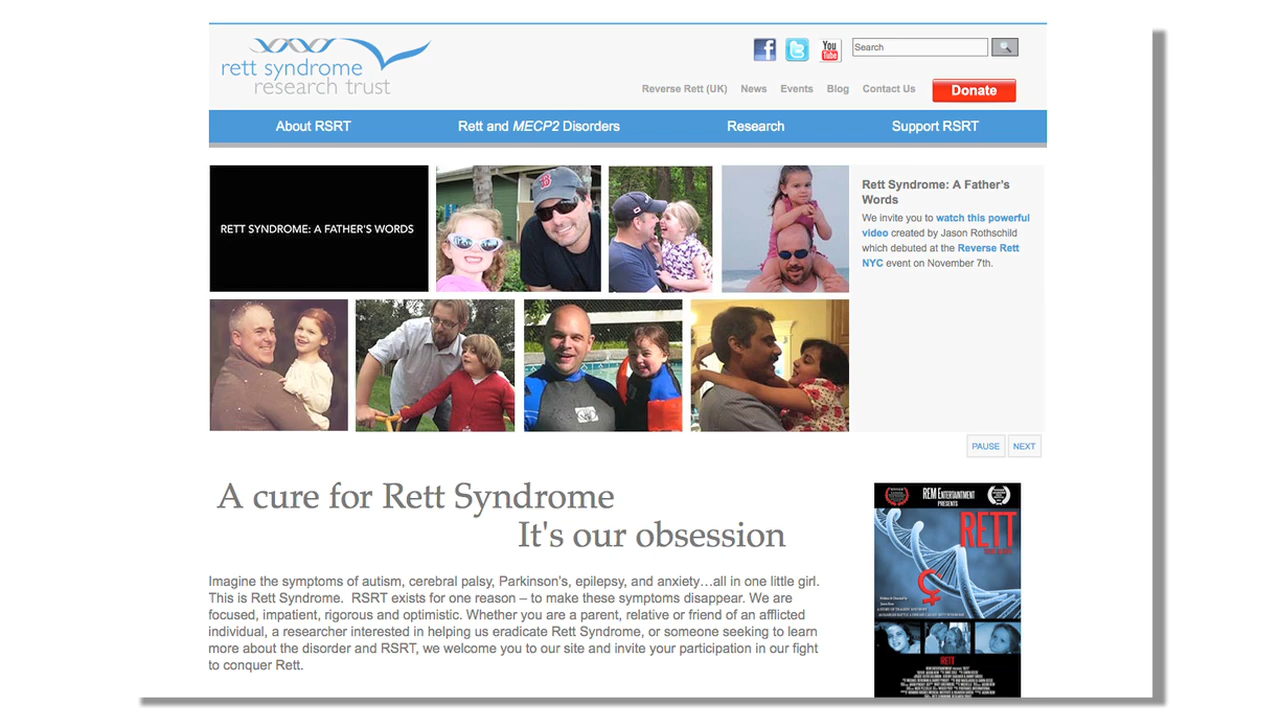 rett syndrome
research trust
You
Tube
Search
Reverse Rett (UK) News Events Blog Contact Us Donate
About RSRT Rett and MECP2 Disorders Research Support RSRT
RETT SYNDROME: A FATHER'S WORDS
B
Rett Syndrome: A Father's
Words
We invite you to watch this powerful
video created by Jason Rothschild
which debuted at the Reverse Rett
NYC event on November 7th.
PAUSE NEXT
A cure for Rett Syndrome
It's our obsession
Imagine the symptoms of autism, cerebral palsy, Parkinson's, epilepsy, and anxiety…all in one little girl.
This is Rett Syndrome. RSRT exists for one reason – to make these symptoms disappear. We are
focused, impatient, rigorous and optimistic. Whether you are a parent, relative or friend of an afflicted
individual, a researcher interested in helping us eradicate Rett Syndrome, or someone seeking to learn
more about the disorder and RSRT, we welcome you to our site and invite your participation in our fight
to conquer Rett.
REM ENTERTAINTMENT
PRESENTS
RETT
RETT